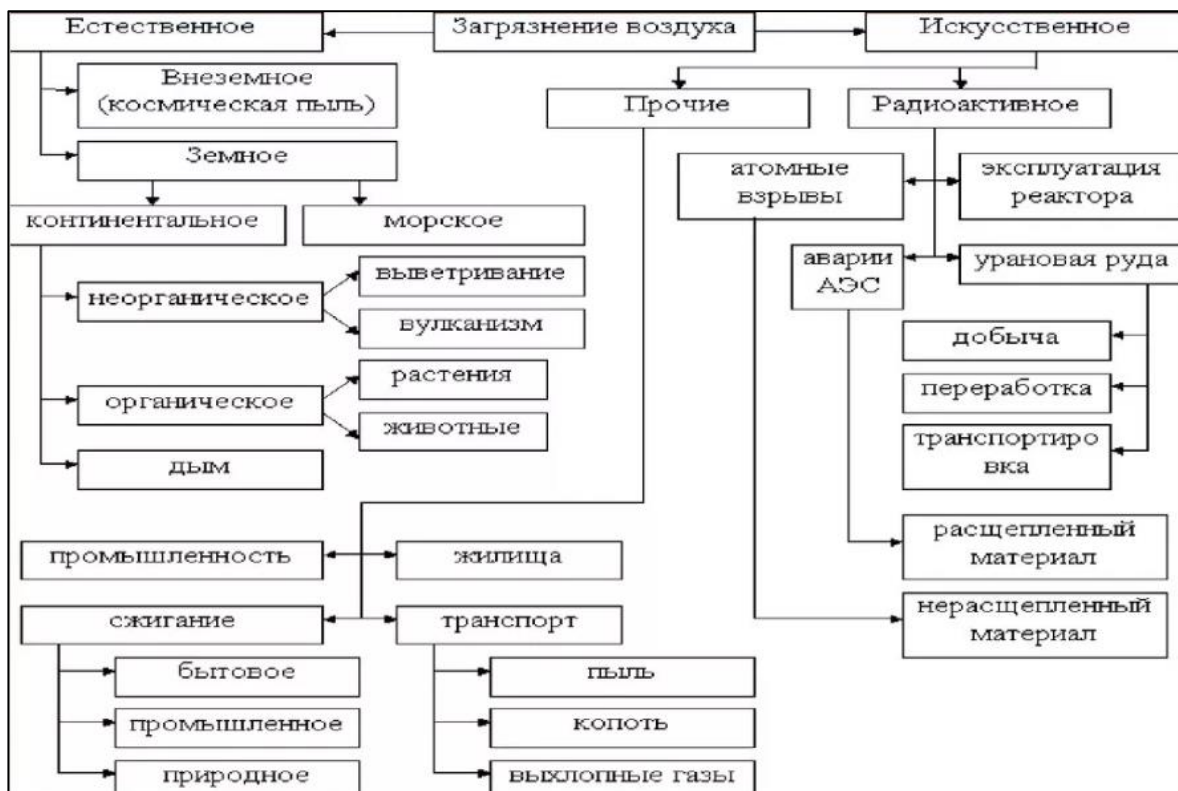 Естественное
Загрязнение воздуха
Искусственное
Внеземное
(космическая пыль)
Прочие
Радиоактивное
Земное
атомные
взрывы
эксплуатация
реактора
континентальное
морское
аварии
АЭС
урановая руда
неорганическое
выветривание
вулканизм
добыча
органическое
растения
животные
переработка
транспортиро
вка
дым
промышленность
жилища
расщепленный
материал
сжигание
транспорт
нерасщепленный
материал
бытовое
пыль
промышленное
копоть
природное
выхлопные газы